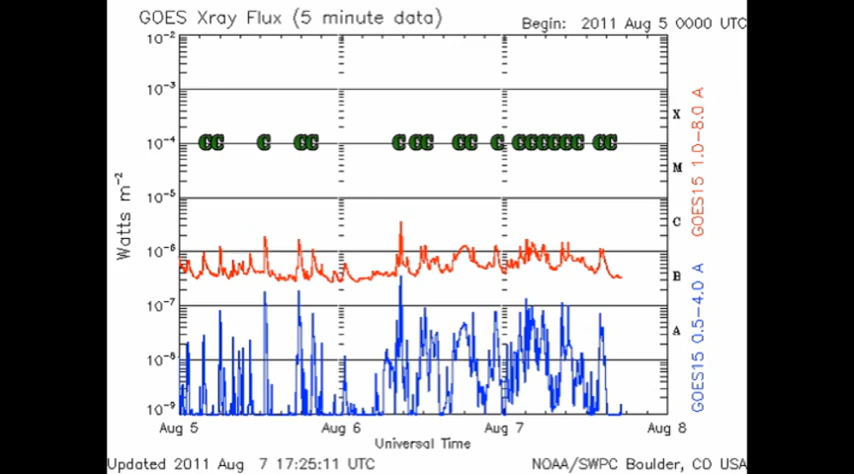 GOES Xray Flux (5 minute data)
Begin: 2011 Aug 5 0000 UTC
10-2
10-3
10-4
10-5
10-6
10-7
10-8
10-9
Watts m-2
C C C C C C C C C C C C C C C C C C C
X
M
C
B
A
GOES15 1.0-8.0 A
GOES15 0.5-4.0 A
Aug 5 Aug 6 Aug 7 Aug 8
Universal Time
Updated 2011 Aug 7 17:25:11 UTC
NOAA/SWPC Boulder, CO USA